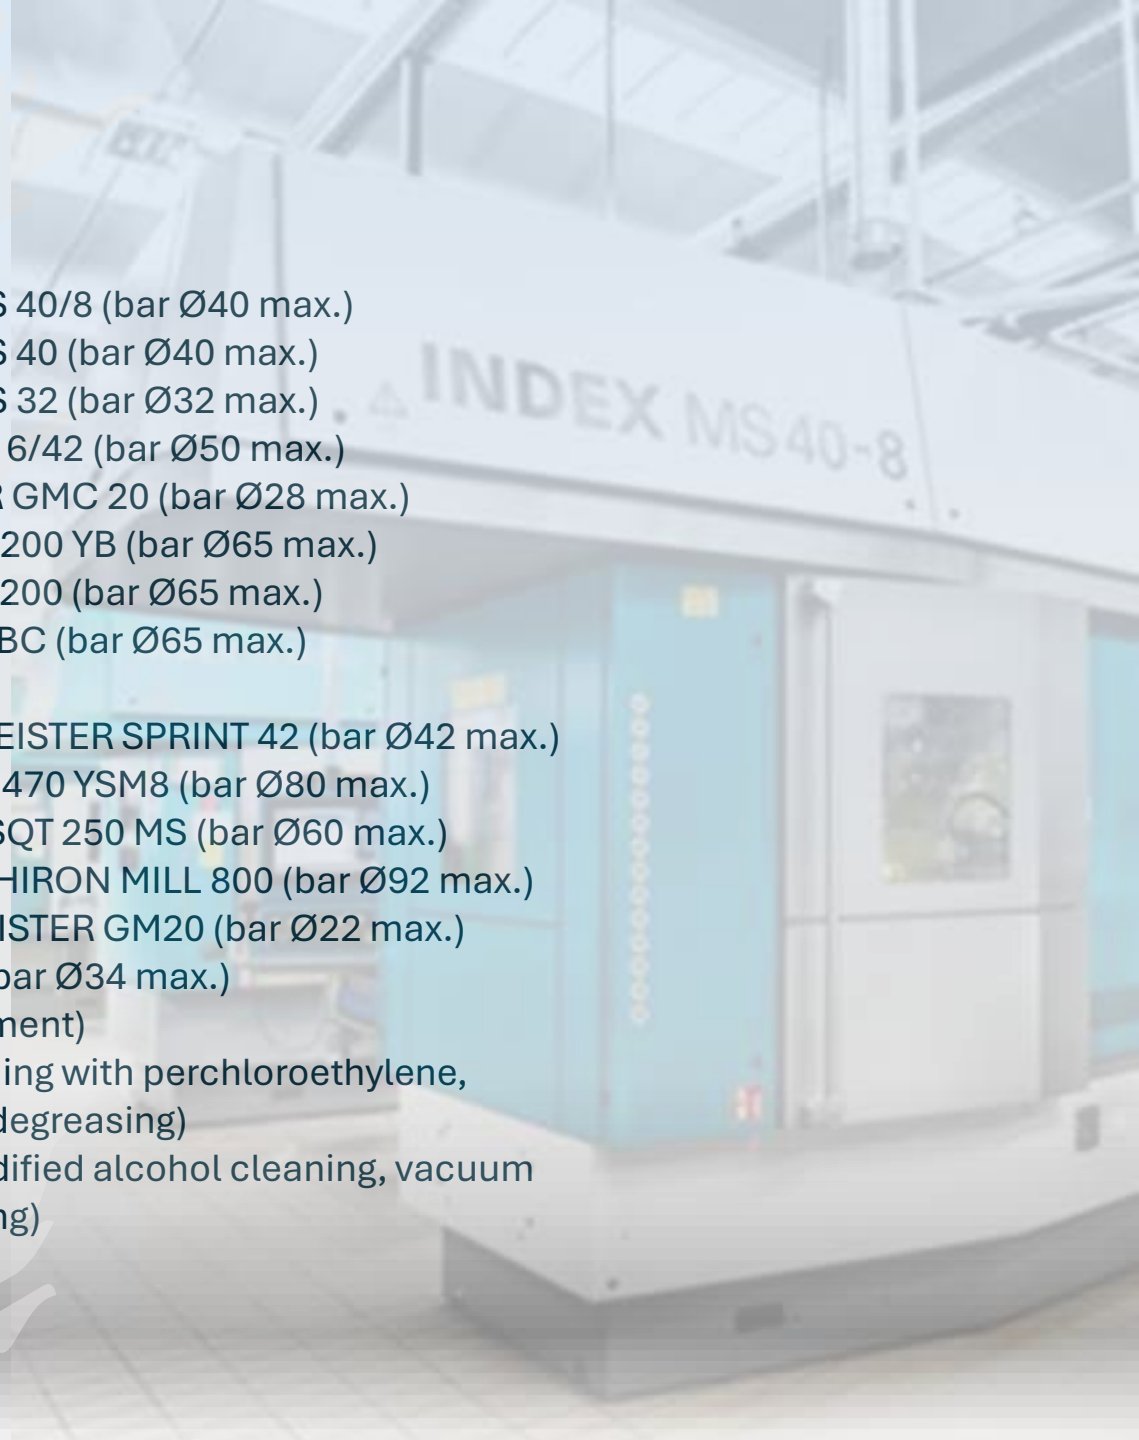 S 40/8 (bar Ø40 max.)
S 40 (bar Ø40 max.)
S 32 (bar Ø32 max.)
6/42 (bar Ø50 max.)
R GMC 20 (bar Ø28 max.)
200 YB (bar Ø65 max.)
200 (bar Ø65 max.)
BC (bar Ø65 max.)
EISTER SPRINT 42 (bar Ø42 max.)
470 YSM8 (bar Ø80 max.)
SQT 250 MS (bar Ø60 max.)
HIRON MILL 800 (bar Ø92 max.)
ISTER GM20 (bar Ø22 max.)
bar Ø34 max.)
ment)
ing with perchloroethylene,
degreasing)
dified alcohol cleaning, vacuum
ng)
INDEX MS40-8